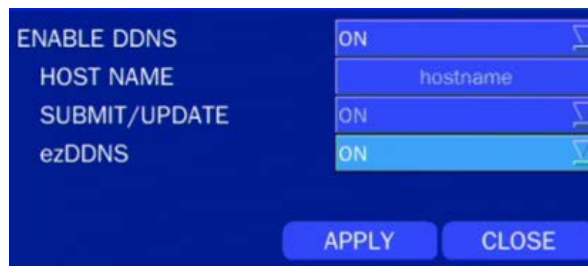 ENABLE DDNS ON
HOST NAME hostname
SUBMIT/UPDATE ON
ezDDNS ON
APPLY CLOSE